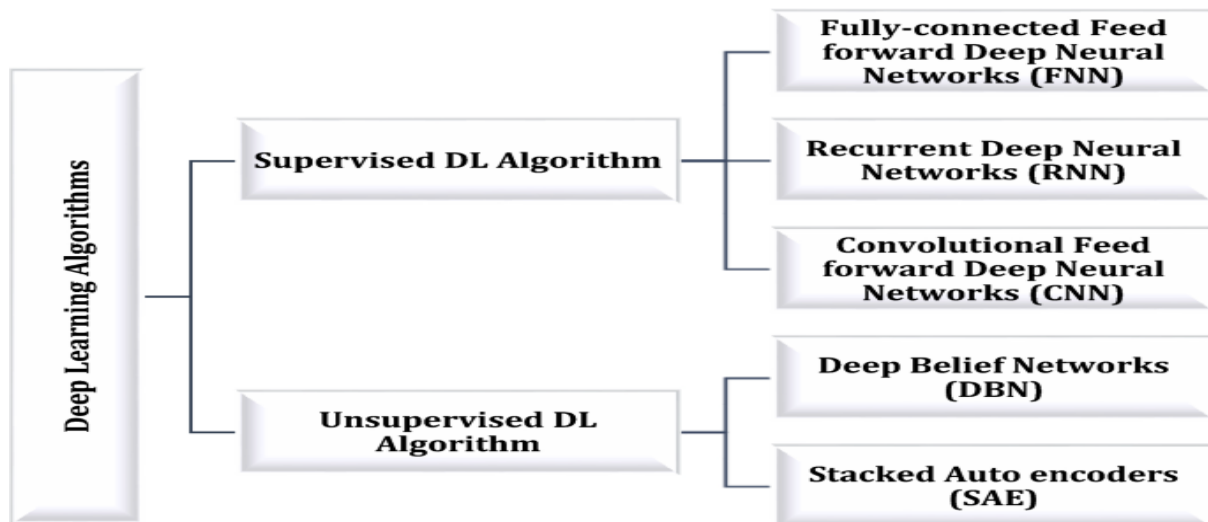 Deep Learning Algorithms
Supervised DL Algorithm
Fully-connected Feed
forward Deep Neural
Networks (FNN)
Recurrent Deep Neural
Networks (RNN)
Convolutional Feed
forward Deep Neural
Networks (CNN)
Unsupervised DL
Algorithm
Deep Belief Networks
(DBN)
Stacked Auto encoders
(SAE)